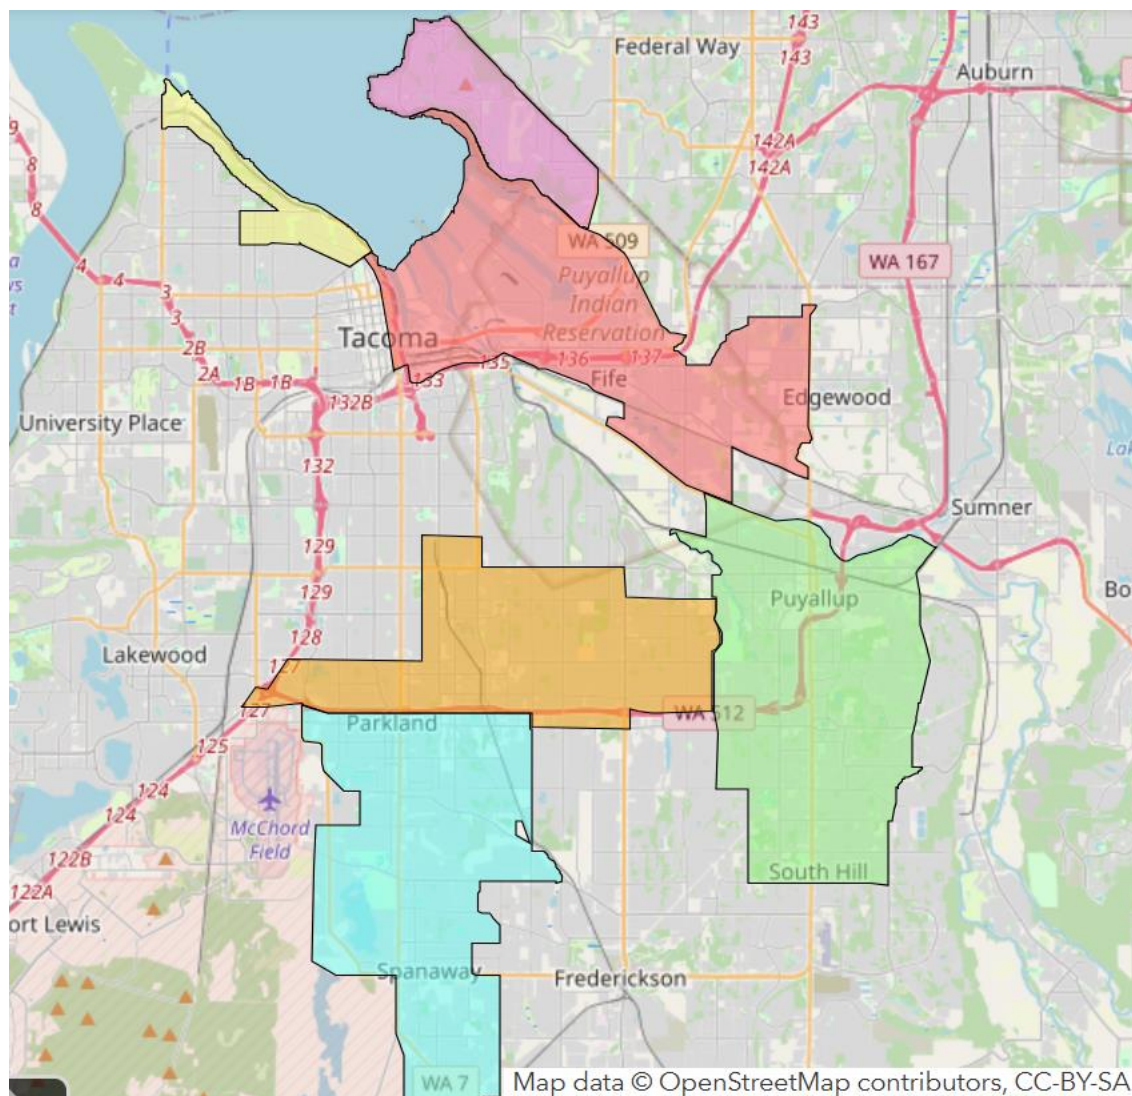 143
Federal Way
143
Auburn
142A
142A
9
8
8
WA 509
WA 167
4
4
3
Puyallup
Indian
Reservation
3
2B
Tacoma
135
136
137
2A
1B
1B
133
Fife
132B
Edgewood
University Place
132
Sumner
129
129
Puyallup
128
Lakewood
127
127
Parkland
WA 512
125
124
124
McChord
Field
122B
122A
South Hill
ort Lewis
Spanaway
Frederickson
WA 7
Bo
Map data © OpenStreetMap contributors, CC-BY-SA